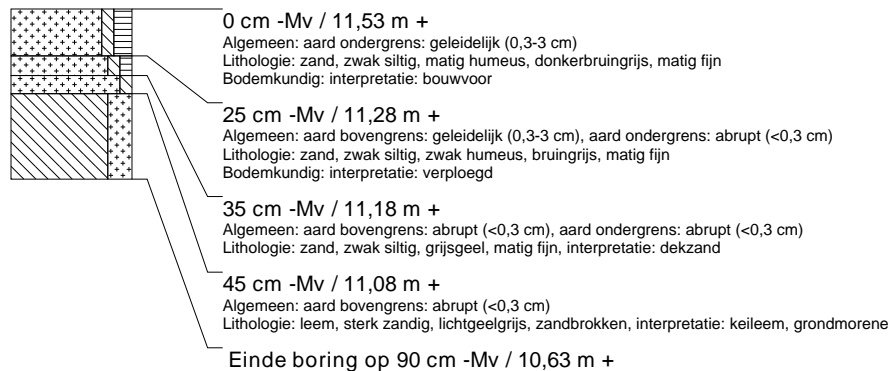 0 cm -Mv / 11,53 m +
Algemeen: aard ondergrens: geleidelijk (0,3-3 cm)
Lithologie: zand, zwak siltig, matig humeus, donkerbruingrijs, matig fijn
Bodemkundig: interpretatie: bouwvoor
25 cm -Mv / 11,28 m +
Algemeen: aard bovengrens: geleidelijk (0,3-3 cm), aard ondergrens: abrupt (<0,3 cm)
Lithologie: zand, zwak siltig, zwak humeus, bruingrijs, matig fijn
Bodemkundig: interpretatie: verploegd
35 cm -Mv / 11,18 m +
Algemeen: aard bovengrens: abrupt (<0,3 cm), aard ondergrens: abrupt (<0,3 cm)
Lithologie: zand, zwak siltig, grijsgeel, matig fijn, interpretatie: dekzand
45 cm -Mv / 11,08 m +
Algemeen: aard bovengrens: abrupt (<0,3 cm)
Lithologie: leem, sterk zandig, lichtgeelgrijs, zandbrokken, interpretatie: keileem, grondmorene
Einde boring op 90 cm -Mv / 10,63 m +